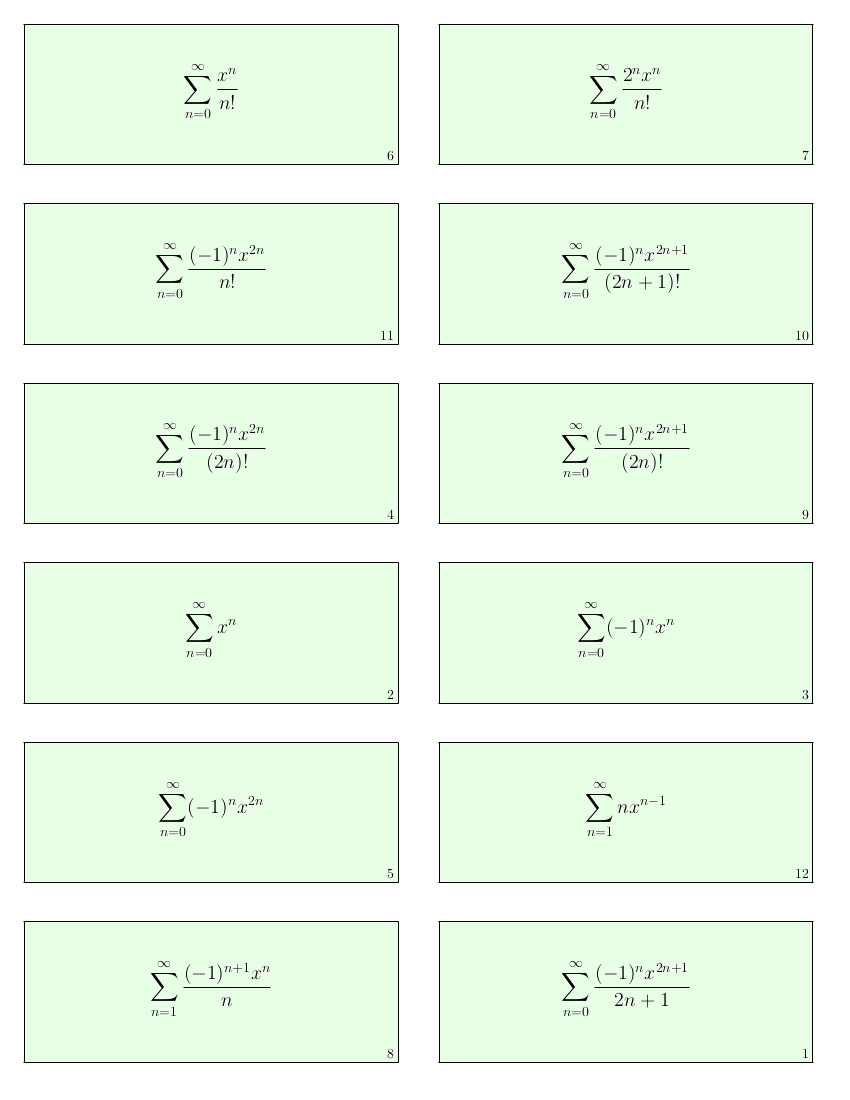 $\sum_{n=0}^{\infty} \frac{x^n}{n!}$
6
$\sum_{n=0}^{\infty} \frac{2^n x^n}{n!}$
7
$\sum_{n=0}^{\infty} \frac{(-1)^n x^{2n}}{n!}$
11
$\sum_{n=0}^{\infty} \frac{(-1)^n x^{2n+1}}{(2n+1)!}$
10
$\sum_{n=0}^{\infty} \frac{(-1)^n x^{2n}}{(2n)!}$
4
$\sum_{n=0}^{\infty} \frac{(-1)^n x^{2n+1}}{(2n)!}$
9
$\sum_{n=0}^{\infty} x^n$
2
$\sum_{n=0}^{\infty} (-1)^n x^n$
3
$\sum_{n=0}^{\infty} (-1)^n x^{2n}$
5
$\sum_{n=1}^{\infty} n x^{n-1}$
12
$\sum_{n=1}^{\infty} \frac{(-1)^{n+1} x^n}{n}$
8
$\sum_{n=0}^{\infty} \frac{(-1)^n x^{2n+1}}{2n+1}$
1